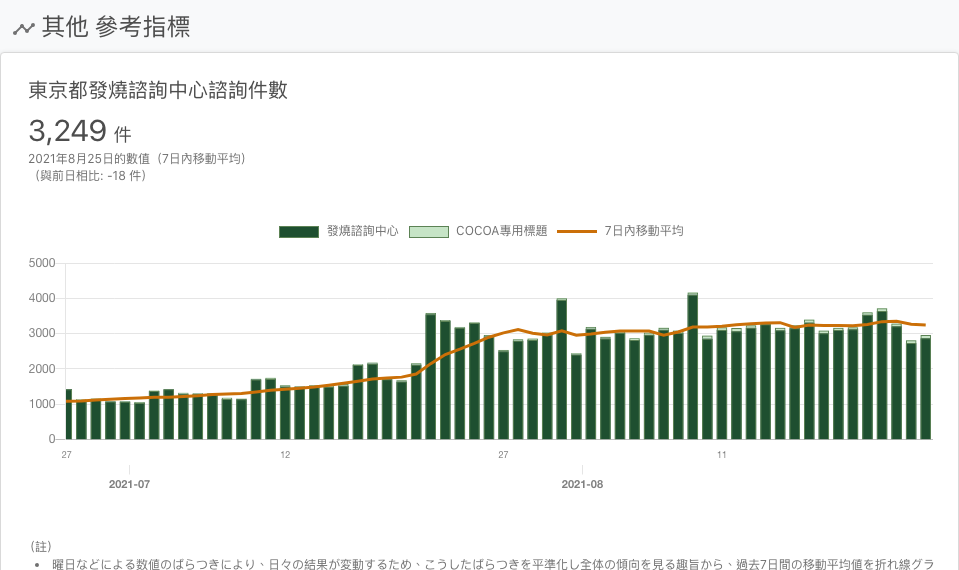 其他 參考指標
東京都發燒諮詢中心諮詢件數
3,249 件
2021年8月25日的數值（7日內移動平均）
（與前日相比: -18 件）
發燒諮詢中心 COCOA專用標題 7日內移動平均
5000
4000
3000
2000
1000
0
27 12 27 11
2021-07 2021-08
（註）
• 曜日などによる数値のばらつきにより、日々の結果が変動するため、こうしたばらつきを平準化し全体の傾向を見る趣旨から、過去7日間の移動平均値を折れ線グラ